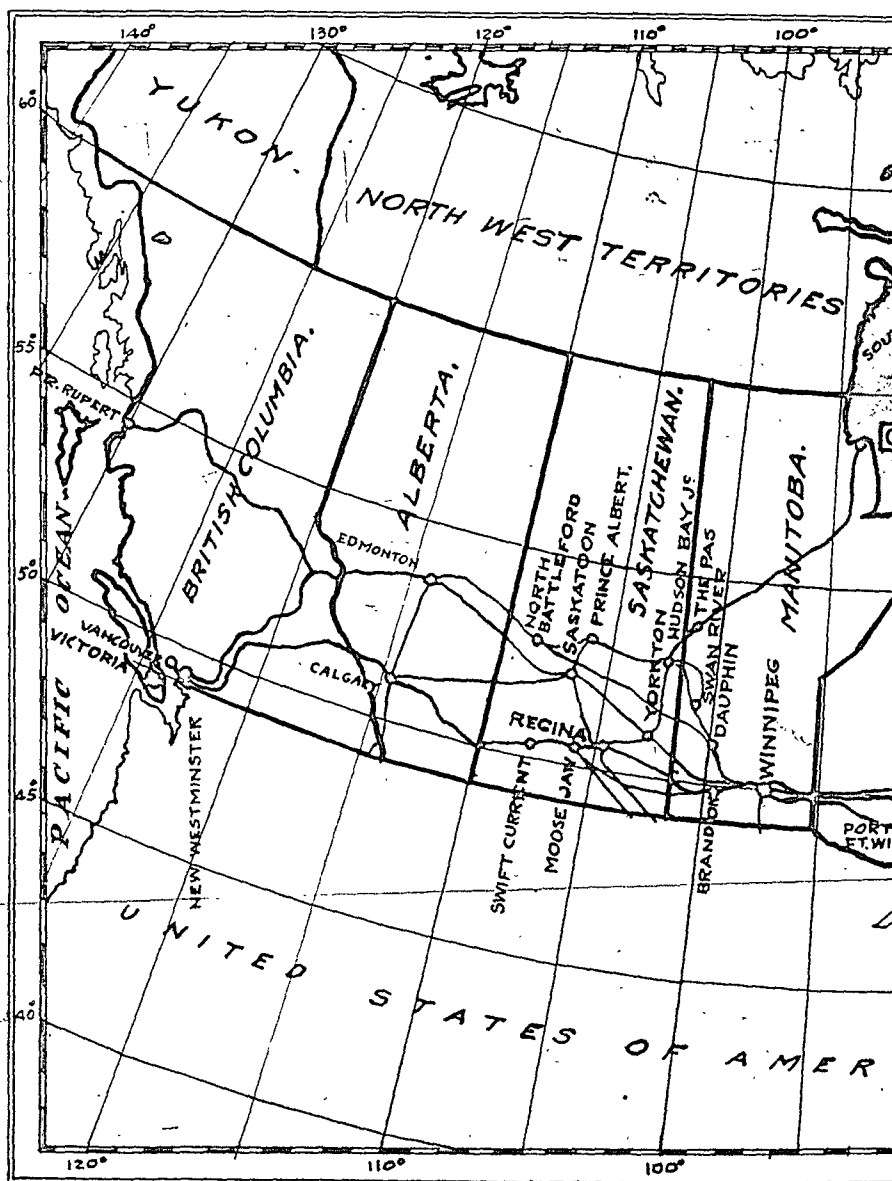 140°
130°
120°
110°
100°
60°
YUKON.
NORTH WEST TERRITORIES
55°
PR. RUPERT
BRITISH COLUMBIA.
ALBERTA.
SASKATCHEWAN.
MANITOBA.
SOU
EDMONTON
NORTH
BATTLEFORD
SASKATOON
PRINCE ALBERT.
HUDSON BAY Jc
THE PAS
SWAN RIVER
DAUPHIN
YORKTON
WINNIPEG
50°
PACIFIC OCEAN
VANCOUVER
VICTORIA
CALGARY
REGINA
NEW WESTMINSTER
SWIFT CURRENT
MOOSE JAW
BRANDON
PORT
FT. WI
45°
UNITED STATES OF AMER
40°
120°
110°
100°